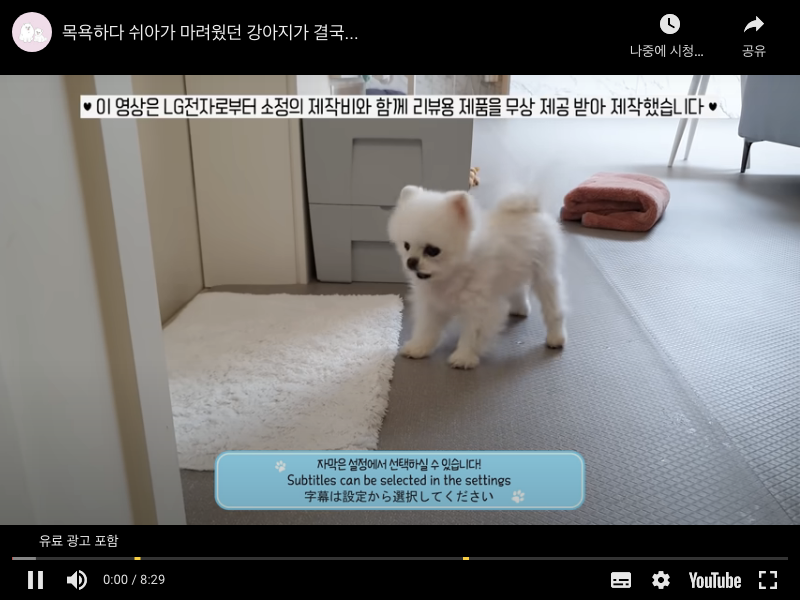 목욕하다 쉬아가 마려웠던 강아지가 결국...
나중에 시청...
공유
♥ 이 영상은 LG전자로부터 소정의 제작비와 함께 리뷰용 제품을 무상 제공 받아 제작했습니다 ♥
자막은 설정에서 선택하실 수 있습니다!
Subtitles can be selected in the settings
字幕は設定から選択してください
유료 광고 포함
0:00 / 8:29
YouTube